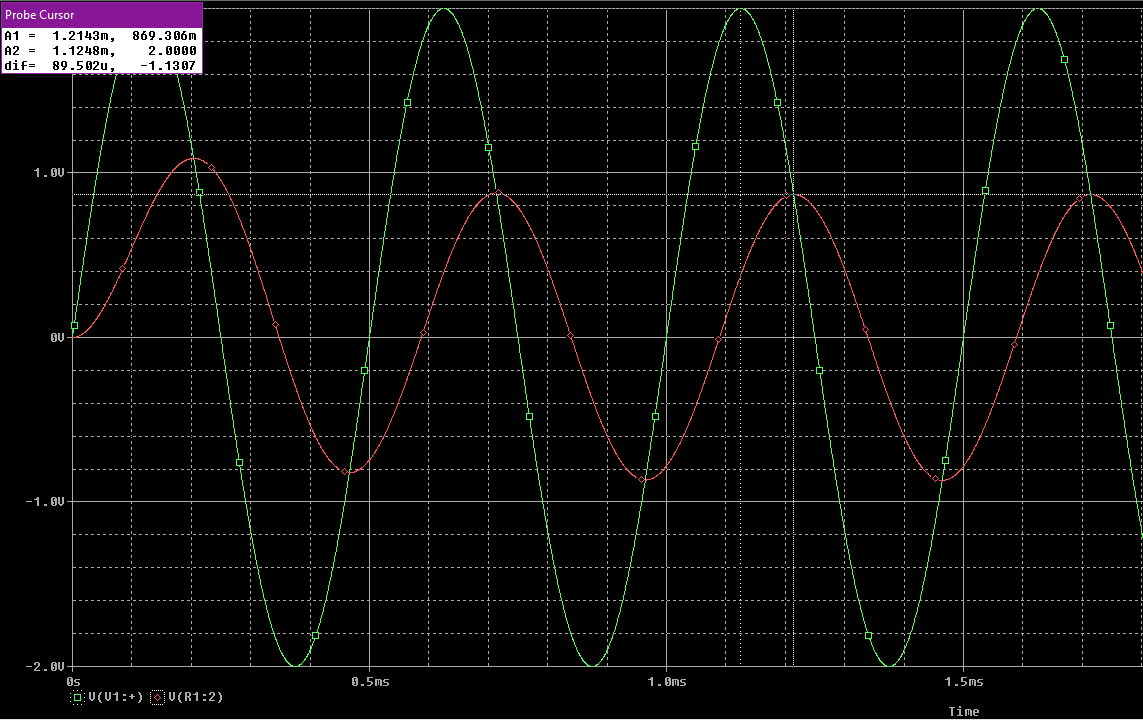 Probe Cursor
A1 = 1.2143m, 869.306m
A2 = 1.1248m, 2.0000
dif= 89.502u, -1.1307
1.0V
0V
-1.0V
-2.0V
0s 0.5ms 1.0ms 1.5ms
V(V1:+) V(R1:2)
Time